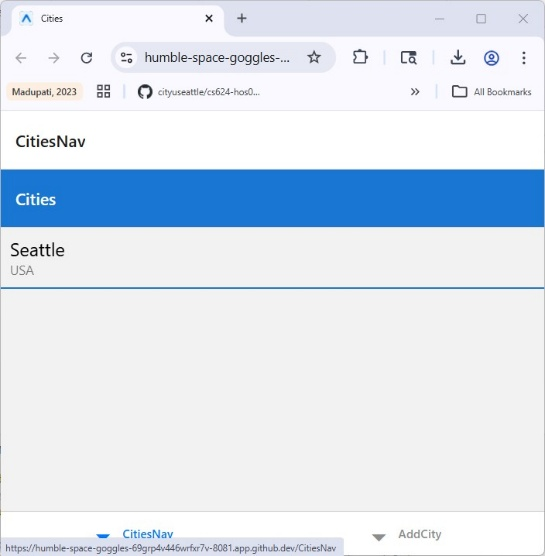 Cities
humble-space-goggles-...
Madupati, 2023
cityuseattle/cs624-hos0...
All Bookmarks
CitiesNav
Cities
Seattle
USA
CitiesNav
AddCity
https://humble-space-goggles-69grp4v446wrfxr7v-8081.app.github.dev/CitiesNav